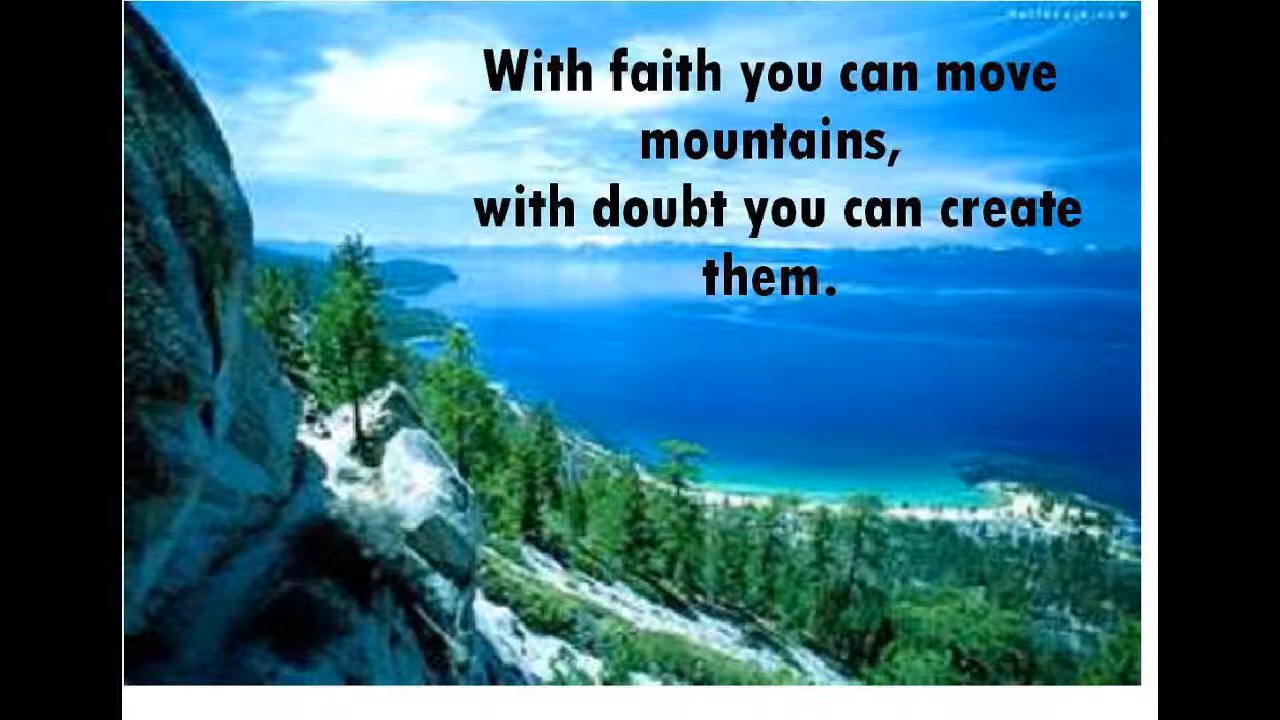 With faith you can move
mountains,
with doubt you can create
them.